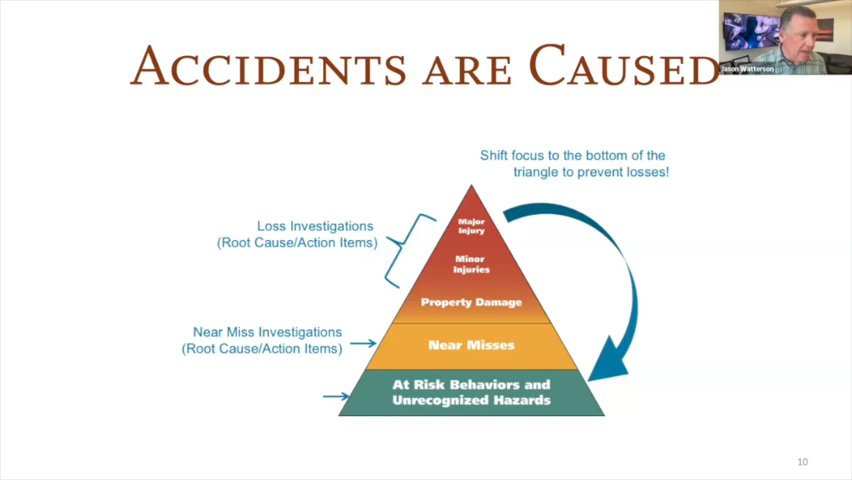 ACCIDENTS ARE CAUSED
Jason Watterson
Shift focus to the bottom of the
triangle to prevent losses!
Loss Investigations
(Root Cause/Action Items)
Major
Injury
Minor
Injuries
Property Damage
Near Miss Investigations
(Root Cause/Action Items)
Near Misses
At Risk Behaviors and
Unrecognized Hazards
10